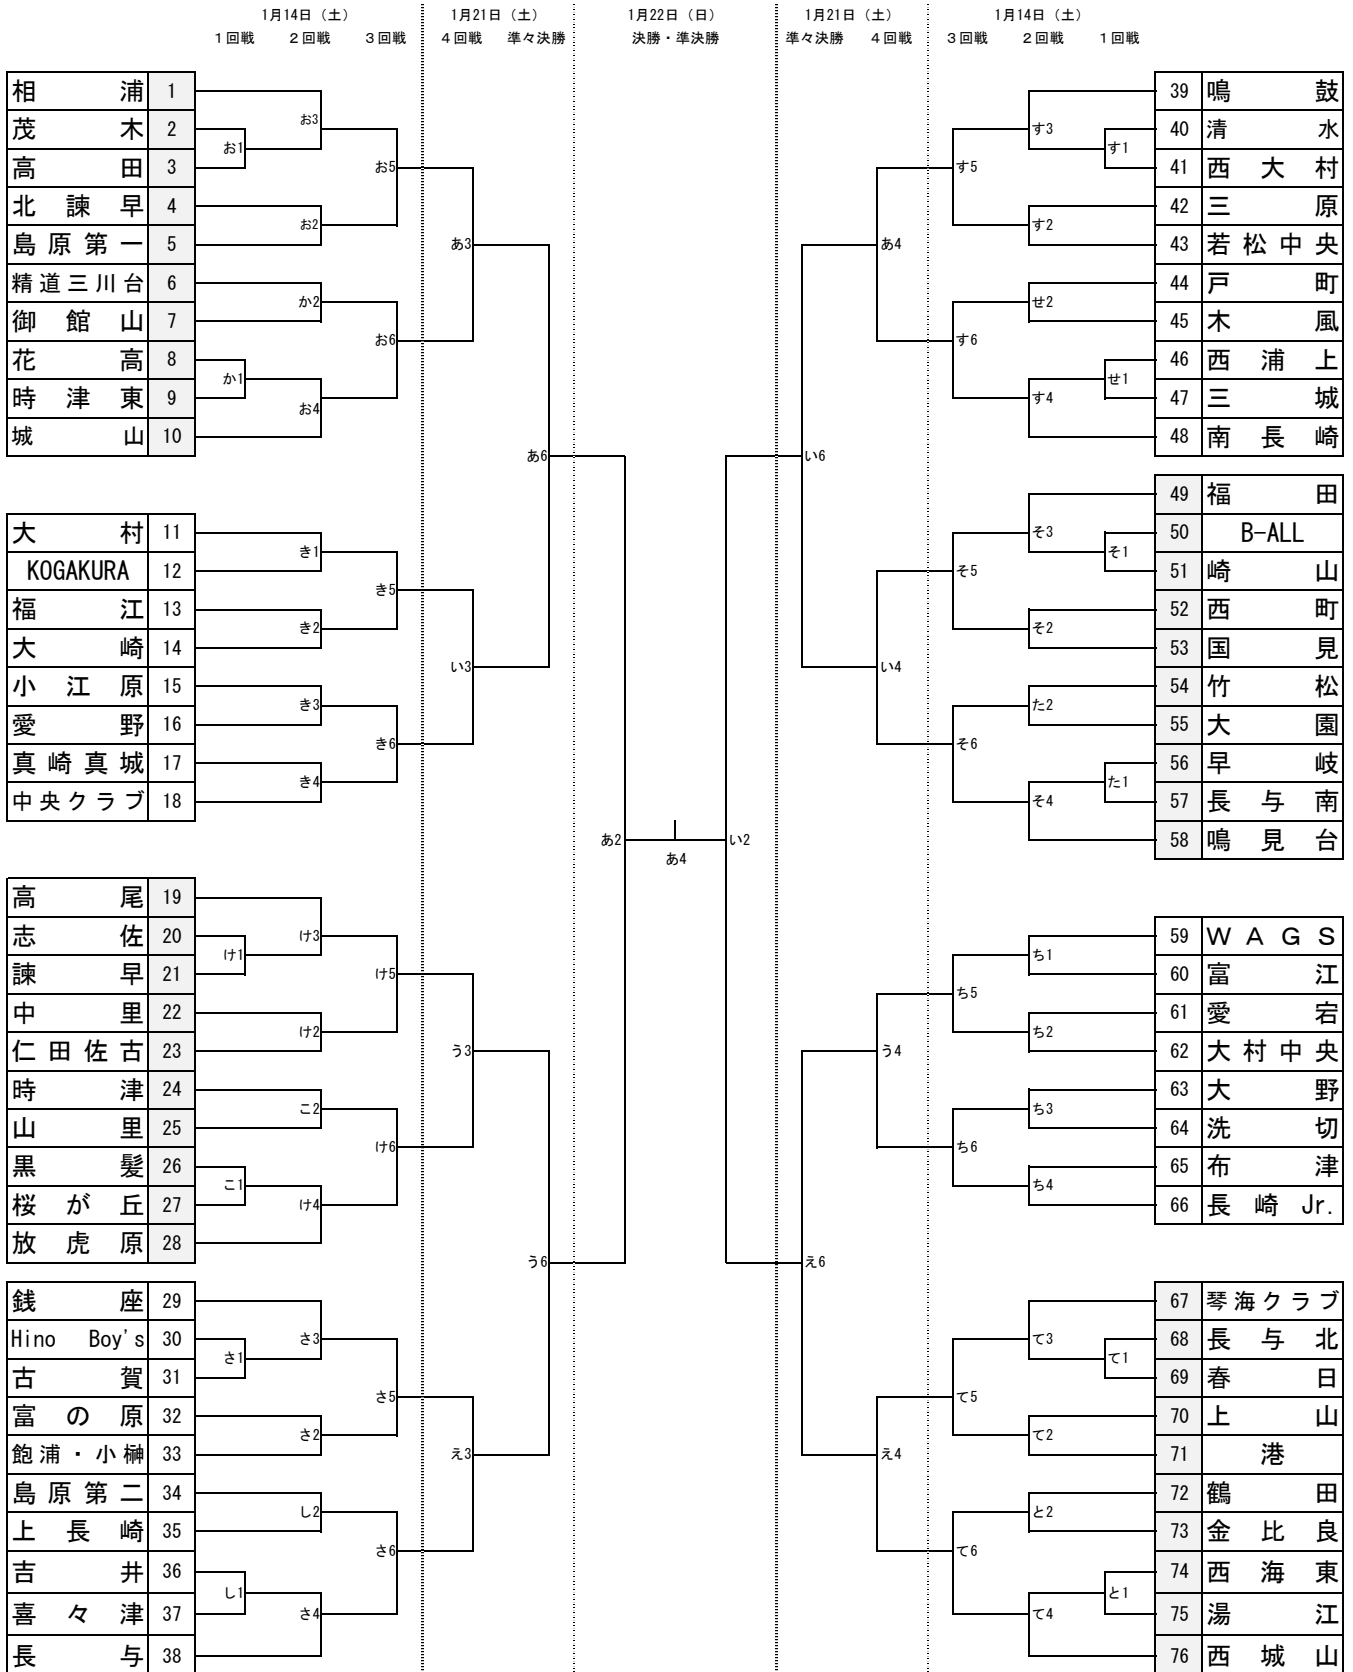 1月14日（土） 1月21日（土） 1月22日（日） 1月21日（土） 1月14日（土）
1回戦 2回戦 3回戦 4回戦 準々決勝 決勝・準決勝 準々決勝 4回戦 3回戦 2回戦 1回戦
相浦 1 39 鳴鼓
お3 す3
茂木 2 40 清水
お1 す1
高田 3 お5 す5 41 西大村
北諫早 4 42 三原
お2 す2
島原第一 5 あ3 あ4 43 若松中央
精道三川台 6 44 戸町
か2 せ2
御館山 7 45 木風
お6 す6
花高 8 46 西浦上
か1 せ1
時津東 9 47 三城
お4 す4
城山 10 48 南長崎
あ6 い6
49 福田
大村 11 そ3 50 B-ALL
き1 そ1
KOGAKURA 12 そ5 51 崎山
き5
福江 13 52 西町
き2 そ2
大崎 14 53 国見
い3 い4
小江原 15 54 竹松
き3 た2
愛野 16 55 大園
き6 そ6
真崎真城 17 56 早岐
き4 た1
中央クラブ 18 そ4 57 長与南
あ2 い2 58 鳴見台
あ4
高尾 19
志佐 20 け3 59 WAGS
け1 ち1
諫早 21 け5 60 富江
ち5
中里 22 61 愛宕
け2 ち2
仁田佐古 23 う3 う4 62 大村中央
時津 24 63 大野
こ2 ち3
山里 25 64 洗切
け6 ち6
黒髪 26 65 布津
こ1 ち4
桜が丘 27 け4 66 長崎Jr.
放虎原 28
う6 え6
銭座 29 67 琴海クラブ
Hino Boy's 30 さ3 て3 68 長与北
さ1 て1
古賀 31 69 春日
さ5 て5
富の原 32 70 上山
さ2 て2
飽浦・小榊 33 え3 え4 71 港
島原第二 34 72 鶴田
し2 と2
上長崎 35 73 金比良
さ6 て6
吉井 36 74 西海東
し1 と1
喜々津 37 さ4 て4 75 湯江
長与 38 76 西城山